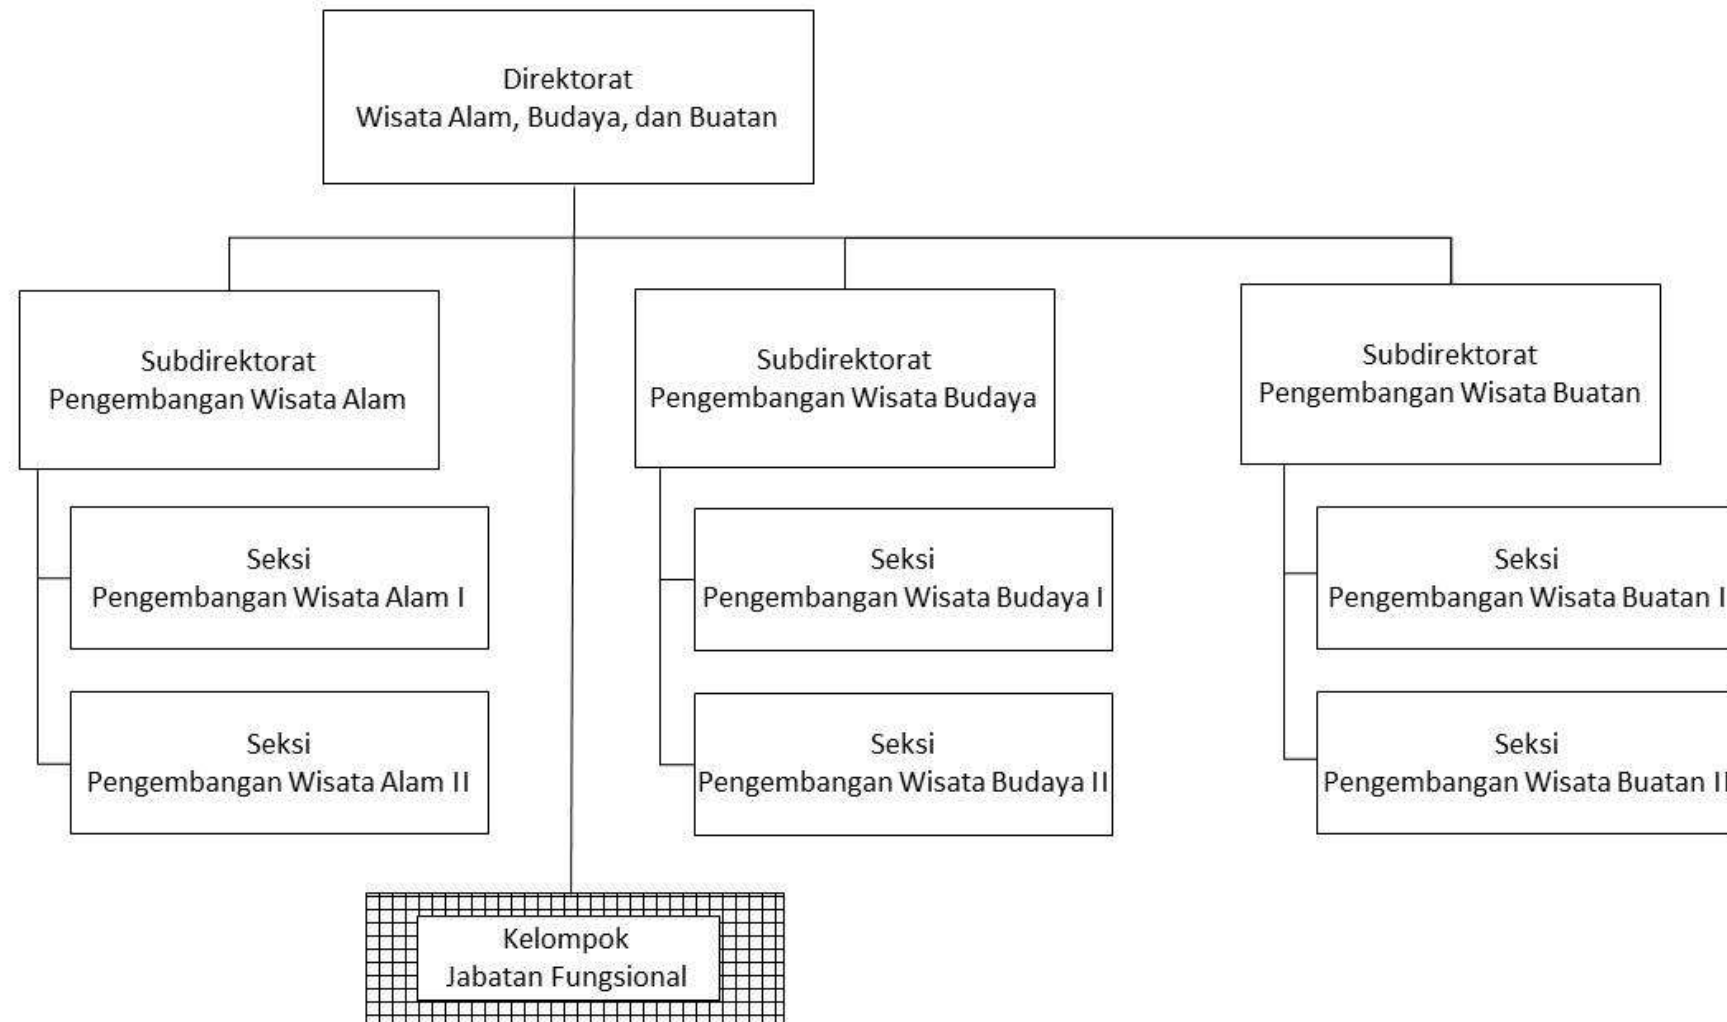 Direktorat
Wisata Alam, Budaya, dan Buatan
Subdirektorat
Pengembangan Wisata Alam
Subdirektorat
Pengembangan Wisata Budaya
Subdirektorat
Pengembangan Wisata Buatan
Seksi
Pengembangan Wisata Alam I
Seksi
Pengembangan Wisata Budaya I
Seksi
Pengembangan Wisata Buatan I
Seksi
Pengembangan Wisata Alam II
Seksi
Pengembangan Wisata Budaya II
Seksi
Pengembangan Wisata Buatan II
Kelompok
Jabatan Fungsional